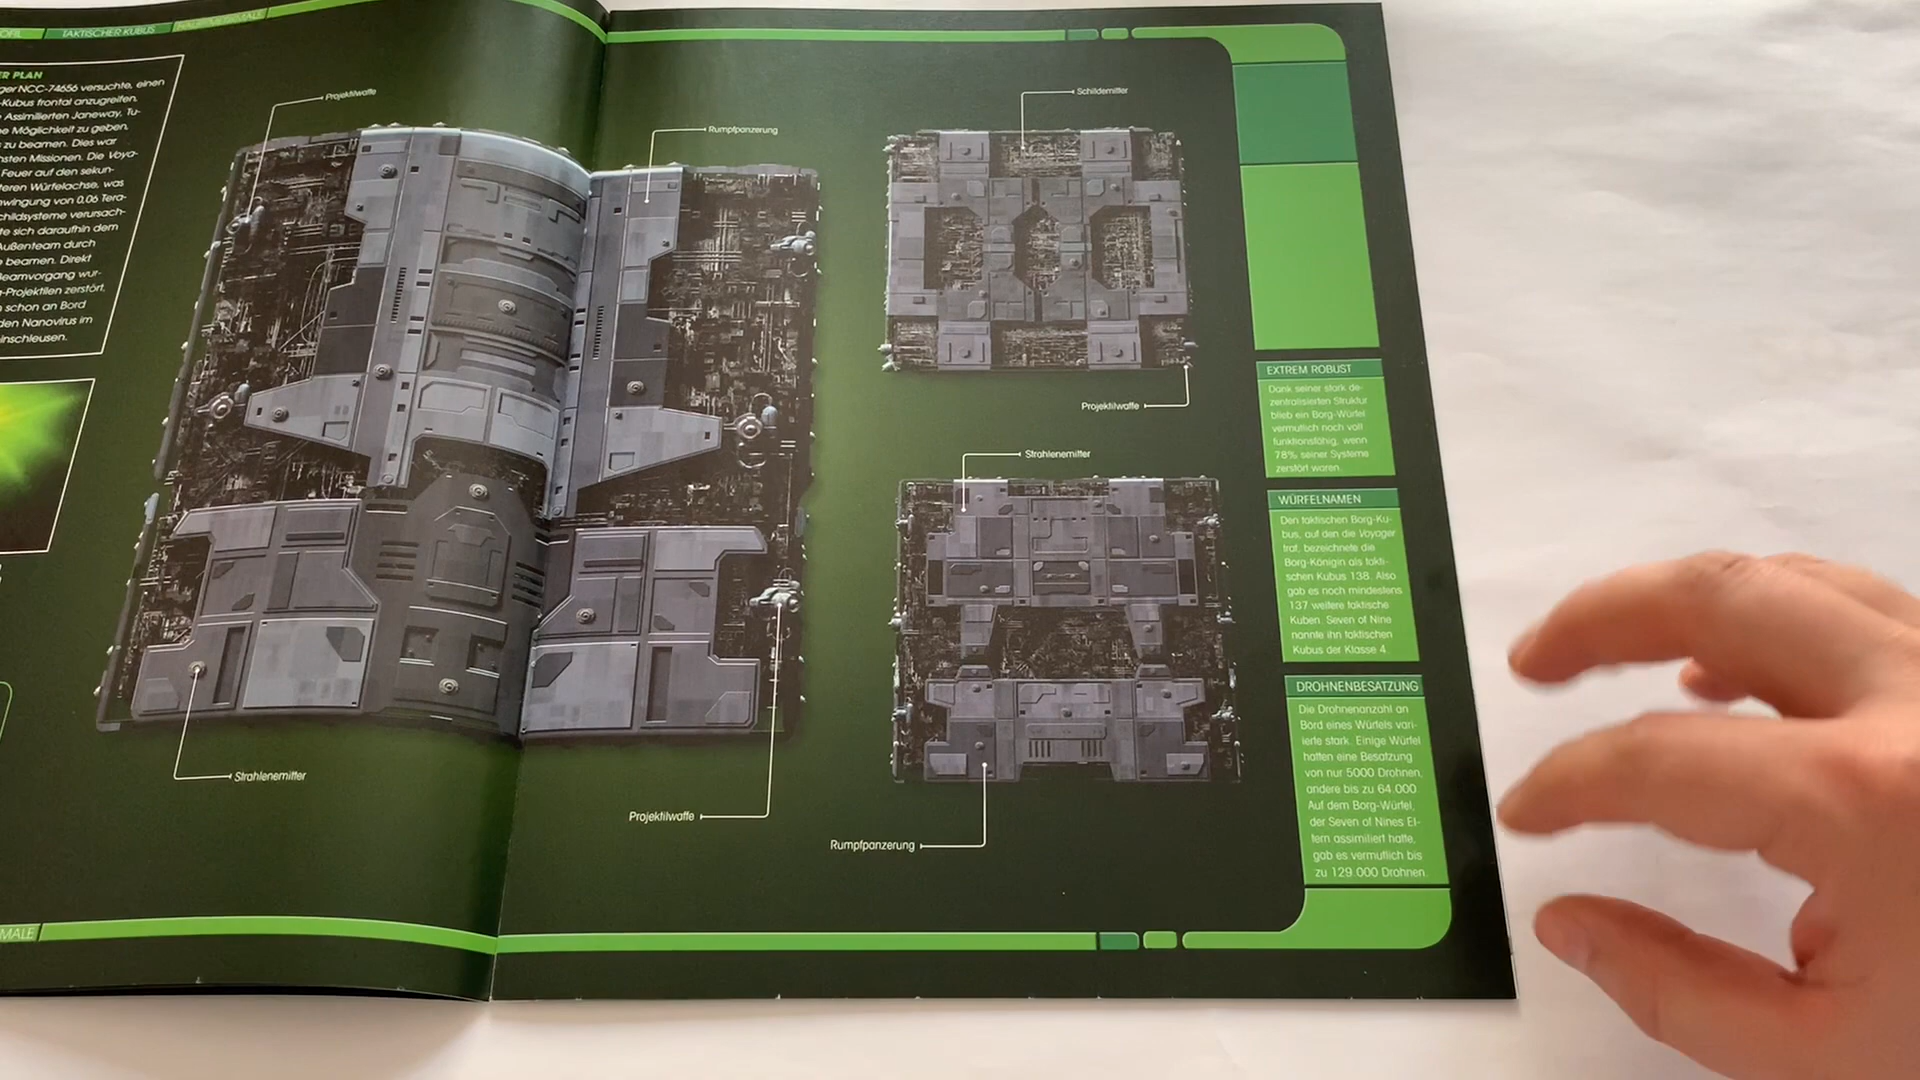 OFIL
TAKTISCHER KUBUS
HAUPTMERKMALE
ER PLAN
ger NCC-74656 versuchte, einen
-Kubus frontal anzugreifen.
Assimilierten Janeway, Tu-
e Möglichkeit zu geben,
zu beamen. Dies war
nsten Missionen. Die Voya-
Feuer auf den sekun-
teren Würfelachse, was
wingung von 0,06 Tera-
childsysteme verursach-
te sich daraufhin dem
Außenteam durch
beamen. Direkt
Beamvorgang wur-
-Projektilen zerstört,
schon an Bord
den Nanovirus im
inschleusen.
Projektilwaffe
Rumpfpanzerung
Schildemitter
Projektilwaffe
Strahlenemitter
Strahlenemitter
Projektilwaffe
Rumpfpanzerung
EXTREM ROBUST
Dank seiner stark de-
zentralisierten Struktur
blieb ein Borg-Würfel
vermutlich noch voll
funktionsfähig, wenn
78% seiner Systeme
zerstört waren.
WÜRFELNAMEN
Den taktischen Borg-Ku-
bus, auf den die Voyager
traf, bezeichnete die
Borg-Königin als takti-
schen Kubus 138. Also
gab es noch mindestens
137 weitere taktische
Kuben. Seven of Nine
nannte ihn taktischen
Kubus der Klasse 4.
DROHNENBESATZUNG
Die Drohnenanzahl an
Bord eines Würfels vari-
ierte stark. Einige Würfel
hatten eine Besatzung
von nur 5000 Drohnen,
andere bis zu 64.000
Auf dem Borg-Würfel,
der Seven of Nines El-
tern assimiliert hatte,
gab es vermutlich bis
zu 129.000 Drohnen.
MALE